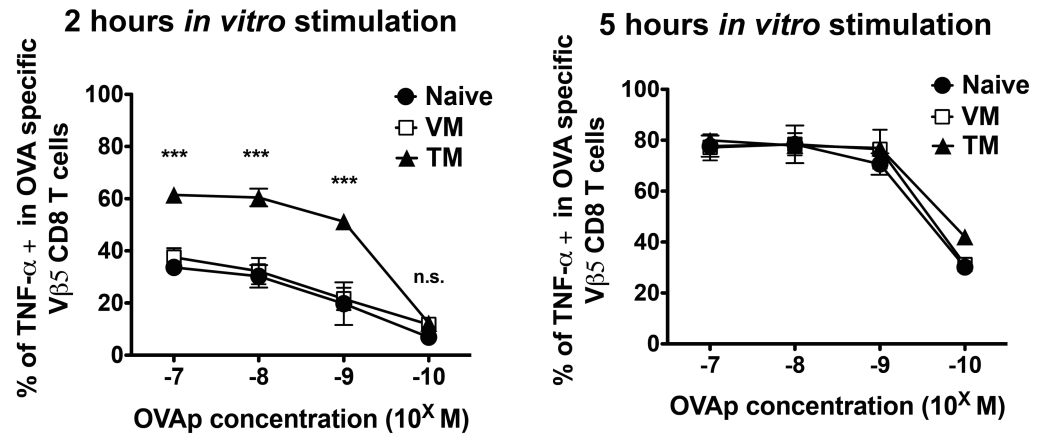 2 hours in vitro stimulation
% of TNF-α + in OVA specific
Vβ5 CD8 T cells
100
80
60
40
20
0
Naive
VM
TM
***
***
***
n.s.
-7
-8
-9
-10
OVAp concentration (10^X M)
5 hours in vitro stimulation
% of TNF-α + in OVA specific
Vβ5 CD8 T cells
100
80
60
40
20
0
Naive
VM
TM
-7
-8
-9
-10
OVAp concentration (10^X M)